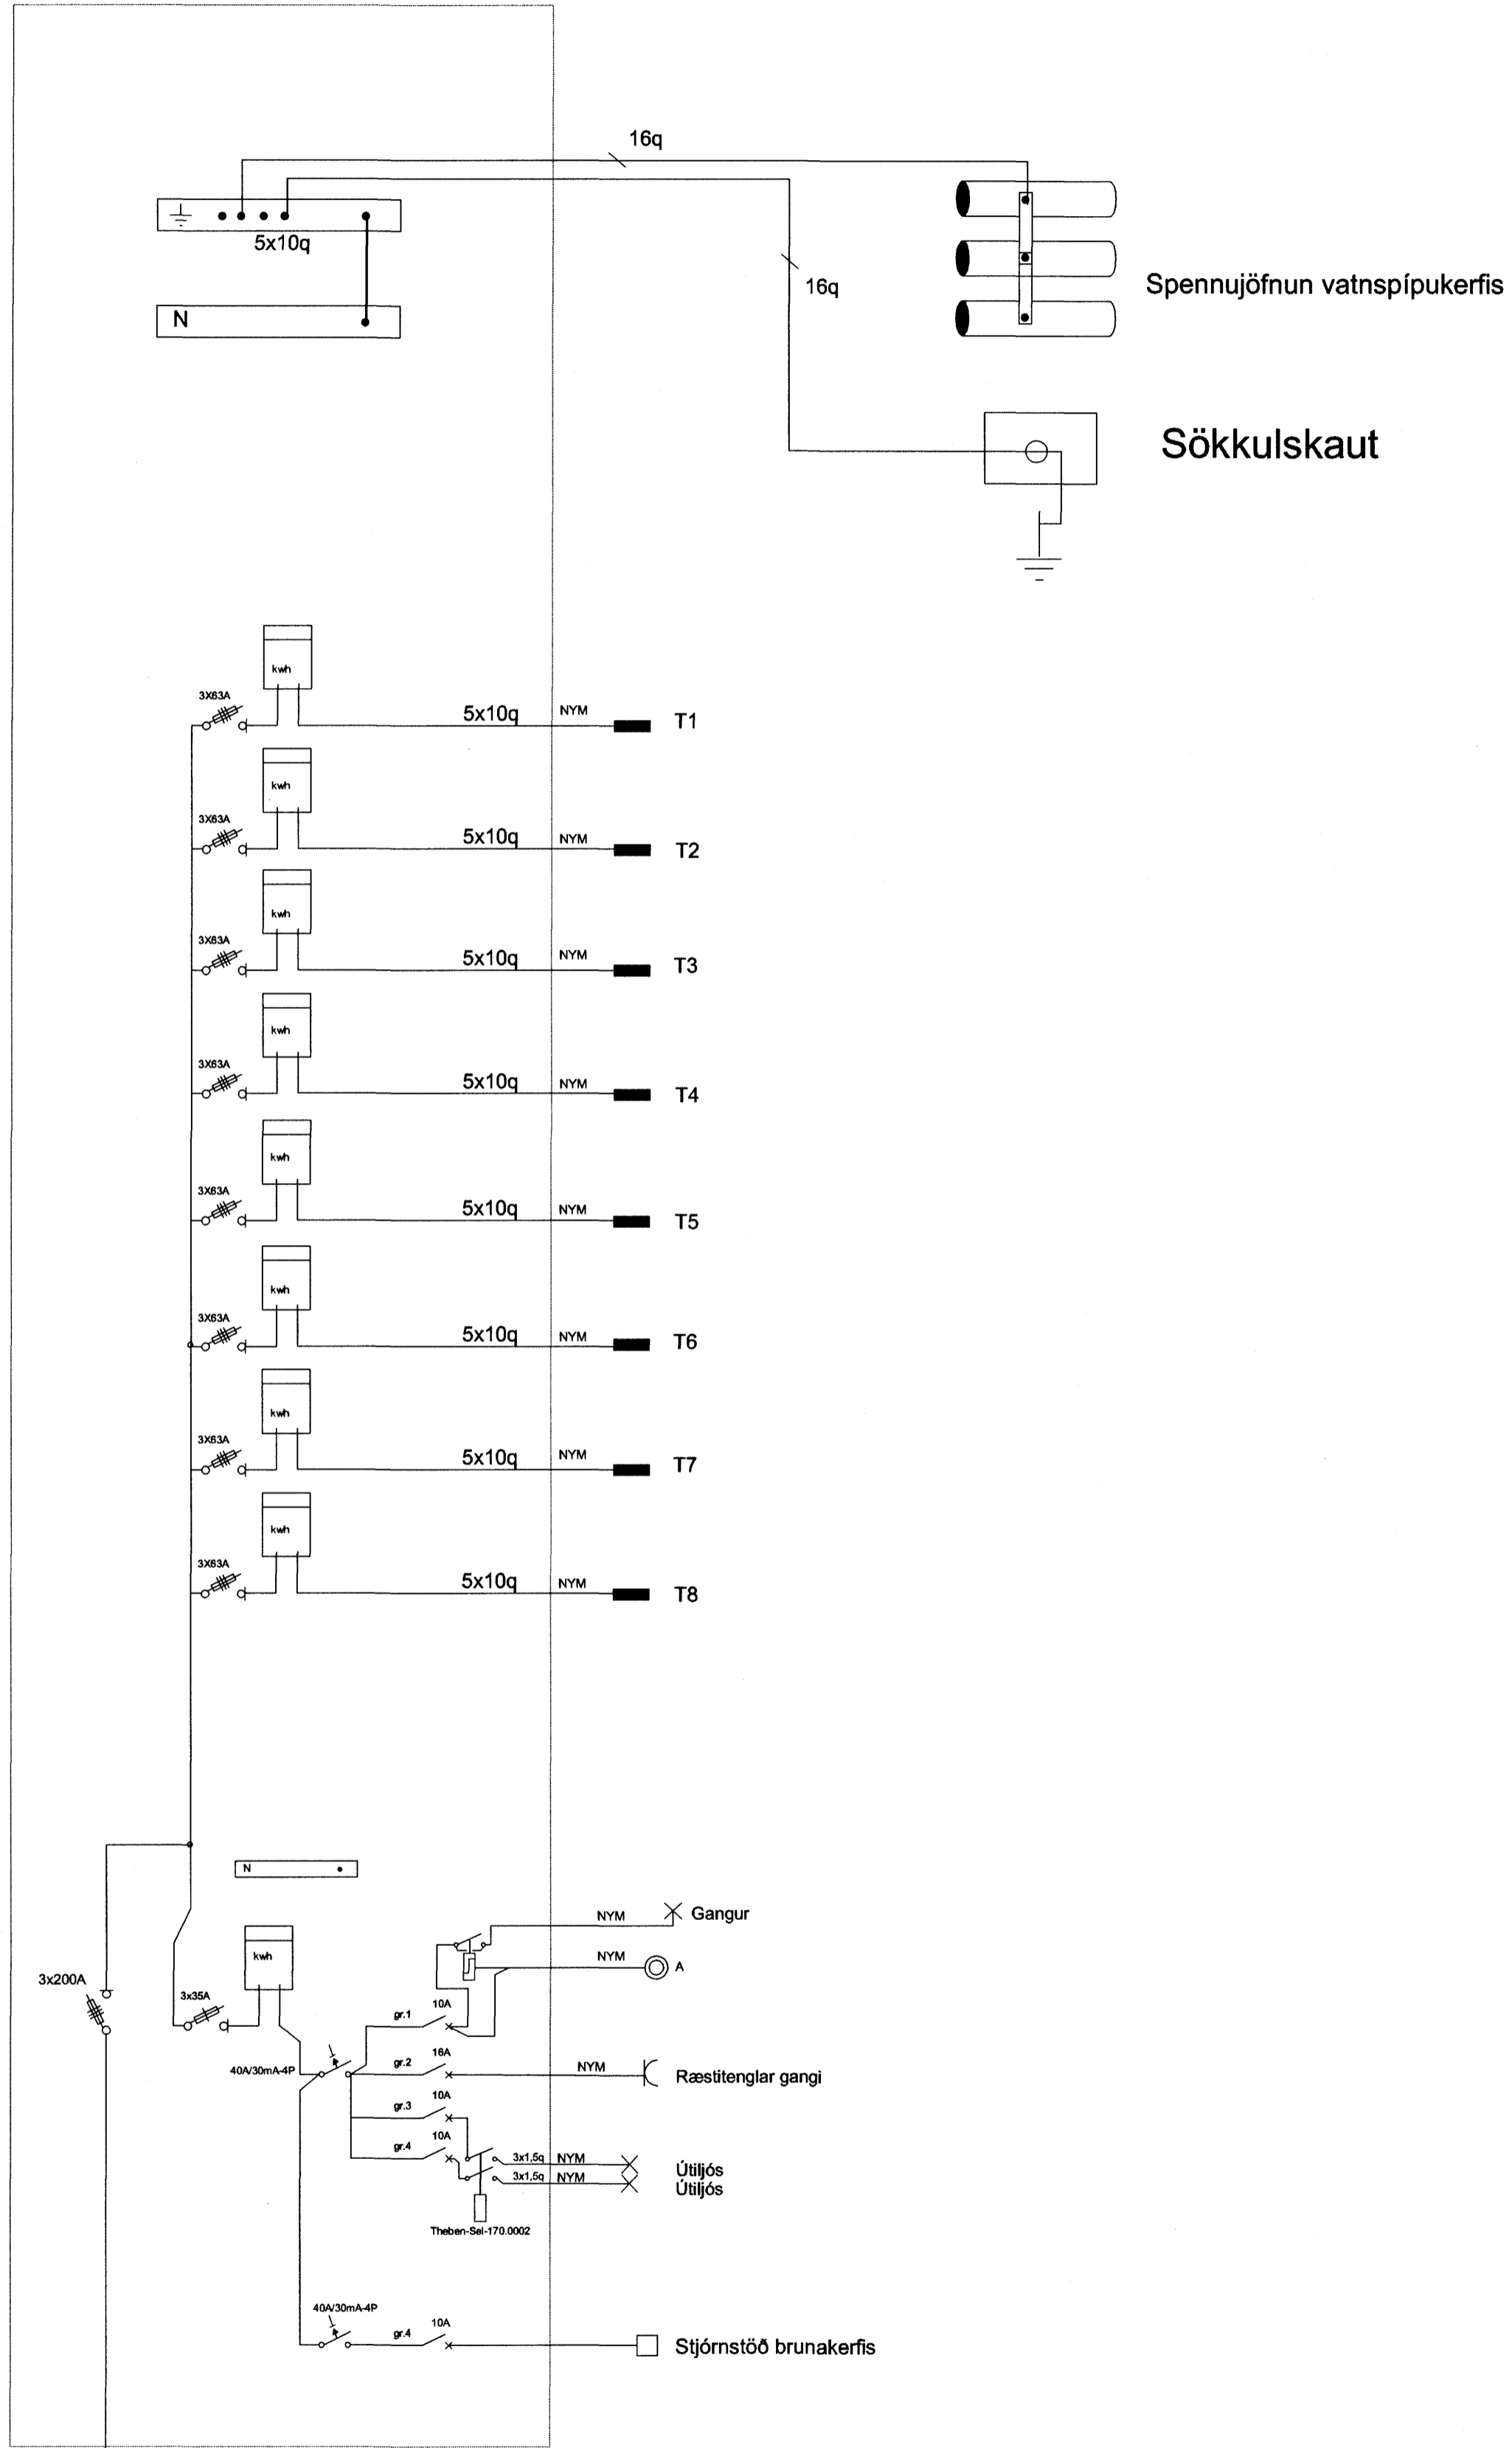 16q
5x10q
16q
Spennujöfnun vatnspípukerfis
N
Sökkulskaut
kwh
3X63A
5x10q NYM T1
kwh
3X63A
5x10q NYM T2
kwh
3X63A
5x10q NYM T3
kwh
3X63A
5x10q NYM T4
kwh
3X63A
5x10q NYM T5
kwh
3X63A
5x10q NYM T6
kwh
3X63A
5x10q NYM T7
kwh
3X63A
5x10q NYM T8
N
NYM Gangur
kwh
NYM A
3x200A
3x35A
gr.1 10A
40A/30mA-4P
gr.2 16A NYM Ræstitenglar gangi
gr.3 10A
gr.4 10A
3x1,5q NYM Útiljós
3x1,5q NYM Útiljós
Theben-Sel-170.0002
40A/30mA-4P
gr.4 10A
Stjórnstöð brunakerfis